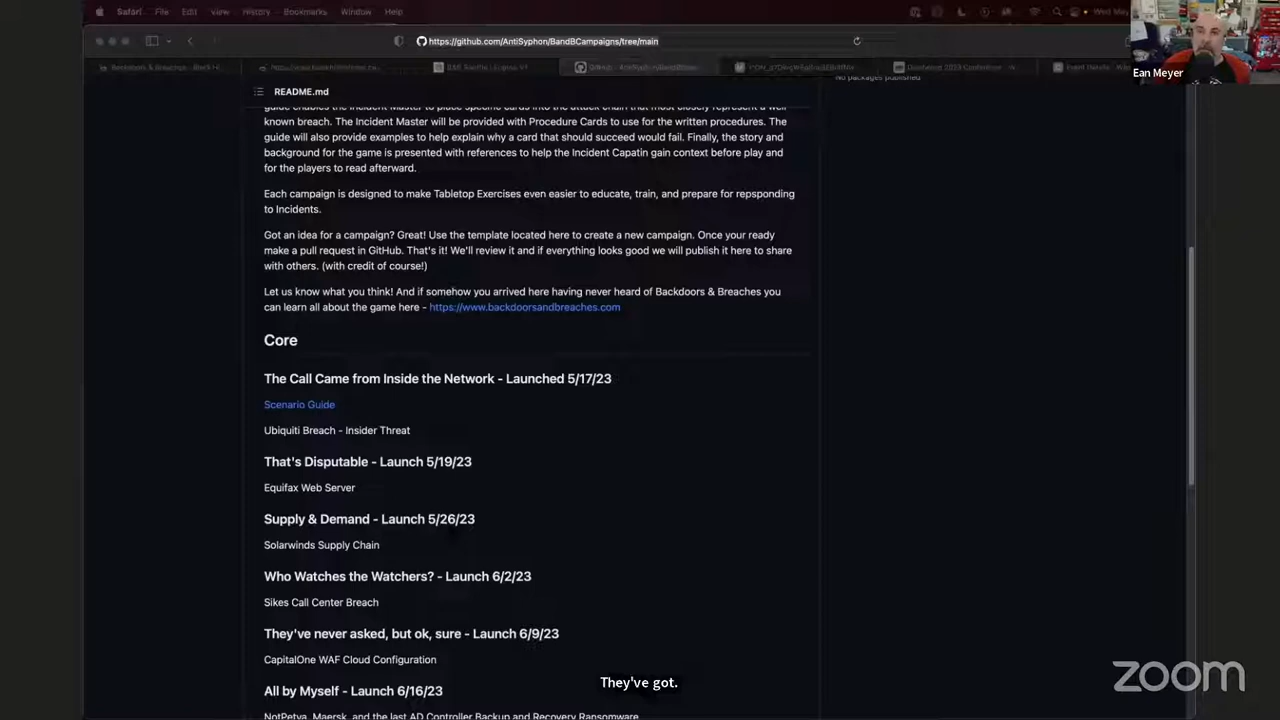 Safari File Edit View History Bookmarks Window Help
https://github.com/AntiSyphon/BandBCampaigns/tree/main
Ean Meyer
No packages published
README.md
guide enables the Incident Master to place specific cards into the attack chain that most closely represent a well
known breach. The Incident Master will be provided with Procedure Cards to use for the written procedures. The
guide will also provide examples to help explain why a card that should succeed would fail. Finally, the story and
background for the game is presented with references to help the Incident Capatin gain context before play and
for the players to read afterward.
Each campaign is designed to make Tabletop Exercises even easier to educate, train, and prepare for repsponding
to Incidents.
Got an idea for a campaign? Great! Use the template located here to create a new campaign. Once your ready
make a pull request in GitHub. That's it! We'll review it and if everything looks good we will publish it here to share
with others. (with credit of course!)
Let us know what you think! And if somehow you arrived here having never heard of Backdoors & Breaches you
can learn all about the game here - https://www.backdoorsandbreaches.com
Core
The Call Came from Inside the Network - Launched 5/17/23
Scenario Guide
Ubiquiti Breach - Insider Threat
That's Disputable - Launch 5/19/23
Equifax Web Server
Supply & Demand - Launch 5/26/23
Solarwinds Supply Chain
Who Watches the Watchers? - Launch 6/2/23
Sikes Call Center Breach
They've never asked, but ok, sure - Launch 6/9/23
CapitalOne WAF Cloud Configuration
They've got.
All by Myself - Launch 6/16/23
NotPetya, Maersk, and the last AD Controller Backup and Recovery Ransomware
zoom